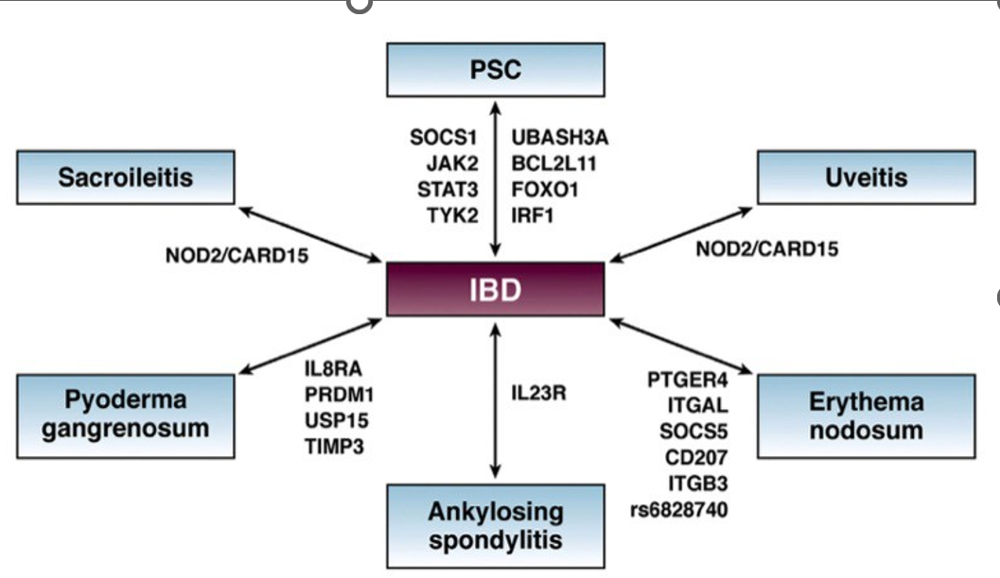 PSC
SOCS1
JAK2
STAT3
TYK2
UBASH3A
BCL2L11
FOXO1
IRF1
Sacroileitis
Uveitis
NOD2/CARD15
NOD2/CARD15
IBD
Pyoderma
gangrenosum
IL8RA
PRDM1
USP15
TIMP3
IL23R
PTGER4
ITGAL
SOCS5
CD207
ITGB3
rs6828740
Erythema
nodosum
Ankylosing
spondylitis